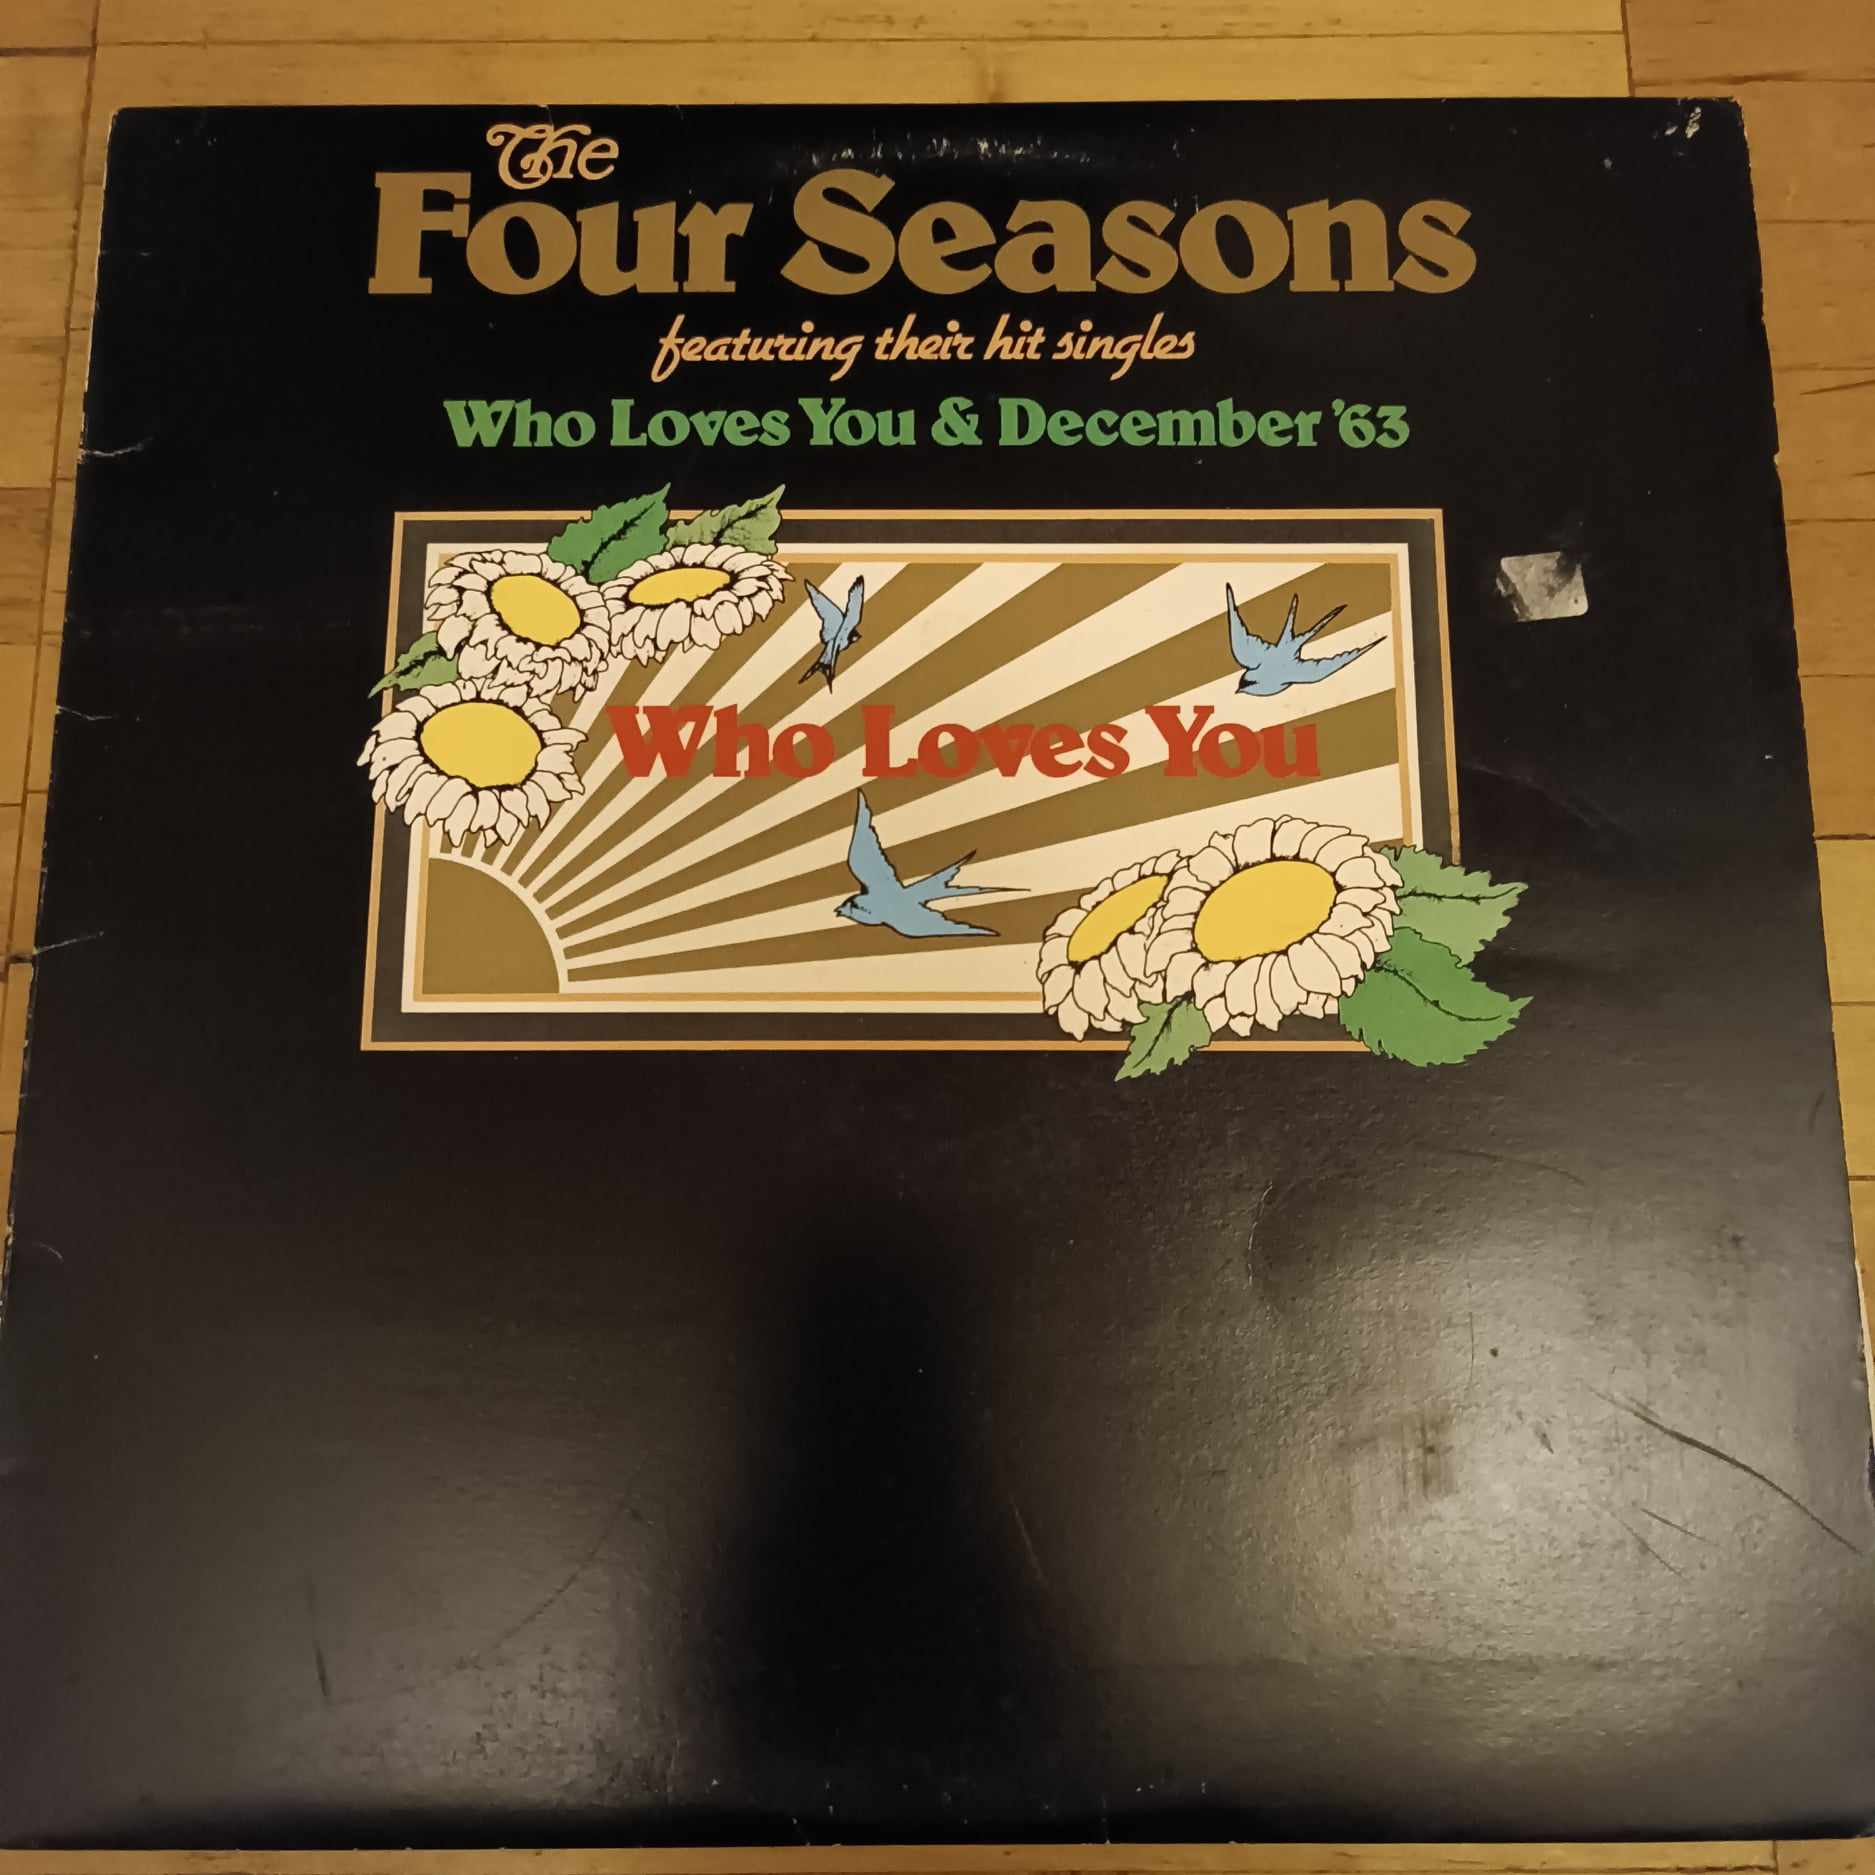 The
Four Seasons
featuring their hit singles
Who Loves You & December '63
Who Loves You